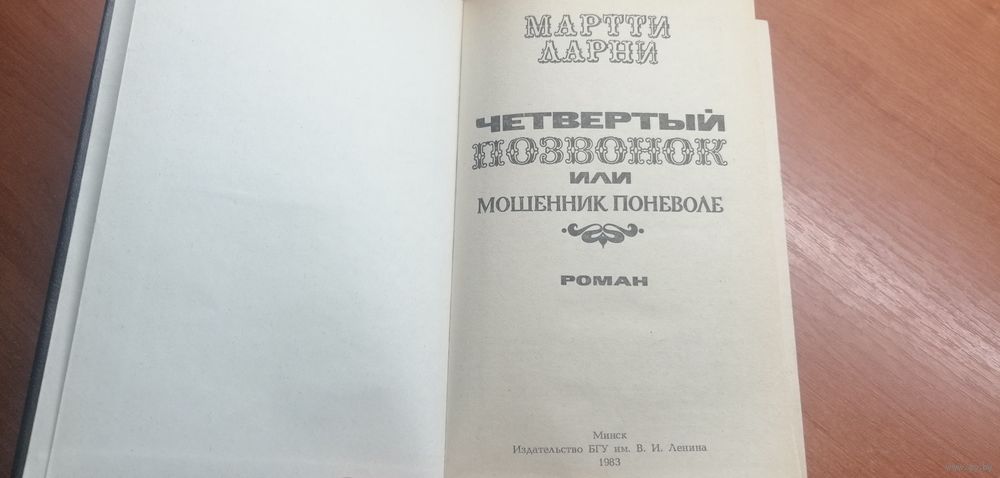 МАРТТИ
ЛАРНИ
ЧЕТВЕРТЫЙ
ПОЗВОНОК
ИЛИ
МОШЕННИК ПОНЕВОЛЕ
РОМАН
Минск
Издательство БГУ им. В. И. Ленина
1983